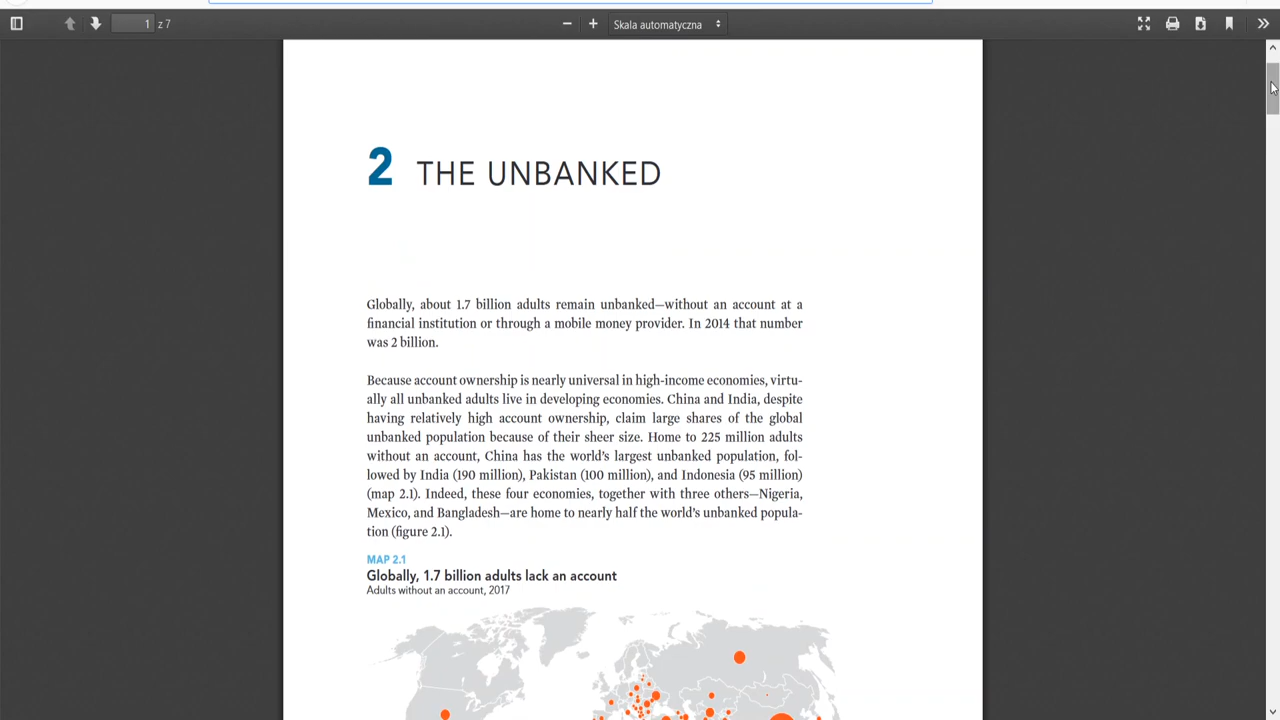 1 z 7
Skala automatyczna
2 THE UNBANKED
Globally, about 1.7 billion adults remain unbanked—without an account at a
financial institution or through a mobile money provider. In 2014 that number
was 2 billion.
Because account ownership is nearly universal in high-income economies, virtu-
ally all unbanked adults live in developing economies. China and India, despite
having relatively high account ownership, claim large shares of the global
unbanked population because of their sheer size. Home to 225 million adults
without an account, China has the world's largest unbanked population, fol-
lowed by India (190 million), Pakistan (100 million), and Indonesia (95 million)
(map 2.1). Indeed, these four economies, together with three others—Nigeria,
Mexico, and Bangladesh—are home to nearly half the world's unbanked popula-
tion (figure 2.1).
MAP 2.1
Globally, 1.7 billion adults lack an account
Adults without an account, 2017